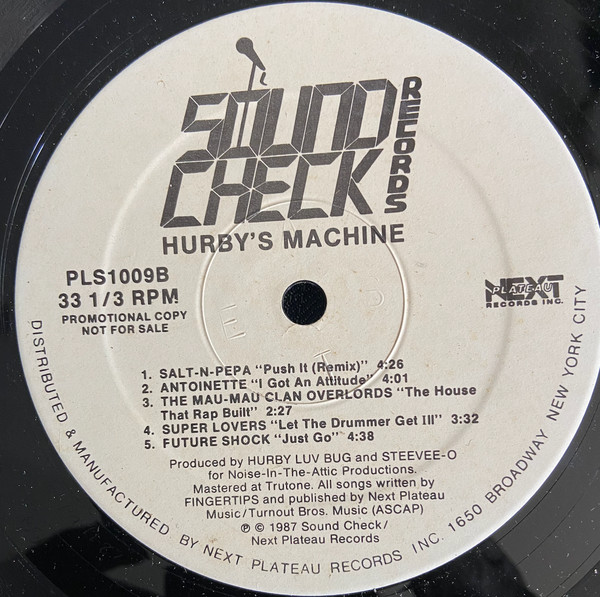 SOUND
CHECK
RECORDS
HURBY'S MACHINE
PLS1009B
33 1/3 RPM
PROMOTIONAL COPY
NOT FOR SALE
NEXT
PLATEAU
RECORDS INC.
1. SALT-N-PEPA "Push It (Remix)" 4:26
2. ANTOINETTE "I Got An Attitude" 4:01
3. THE MAU-MAU CLAN OVERLORDS "The House
That Rap Built" 2:27
4. SUPER LOVERS "Let The Drummer Get Ill" 3:32
5. FUTURE SHOCK "Just Go" 4:38
Produced by HURBY LUV BUG and STEEVEE-O
for Noise-In-The-Attic Productions.
Mastered at Trutone. All songs written by
FINGERTIPS and published by Next Plateau
Music/Turnout Bros. Music (ASCAP)
℗ © 1987 Sound Check/
Next Plateau Records
DISTRIBUTED & MANUFACTURED BY NEXT PLATEAU RECORDS INC. 1650 BROADWAY NEW YORK CITY